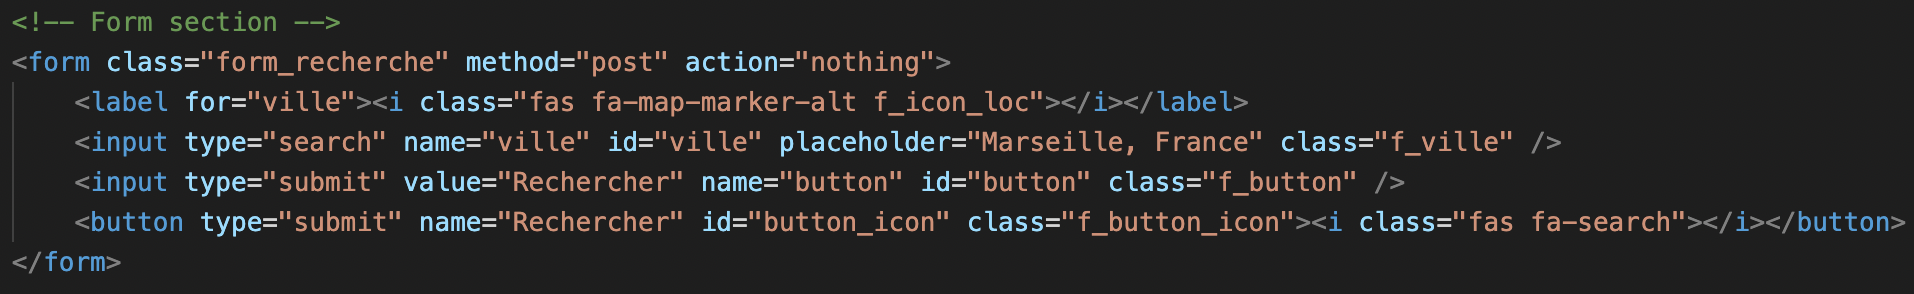 <!-- Form section -->
<form class="form_recherche" method="post" action="nothing">
    <label for="ville"><i class="fas fa-map-marker-alt f_icon_loc"></i></label>
    <input type="search" name="ville" id="ville" placeholder="Marseille, France" class="f_ville" />
    <input type="submit" value="Rechercher" name="button" id="button" class="f_button" />
    <button type="submit" name="Rechercher" id="button_icon" class="f_button_icon"><i class="fas fa-search"></i></button>
</form>